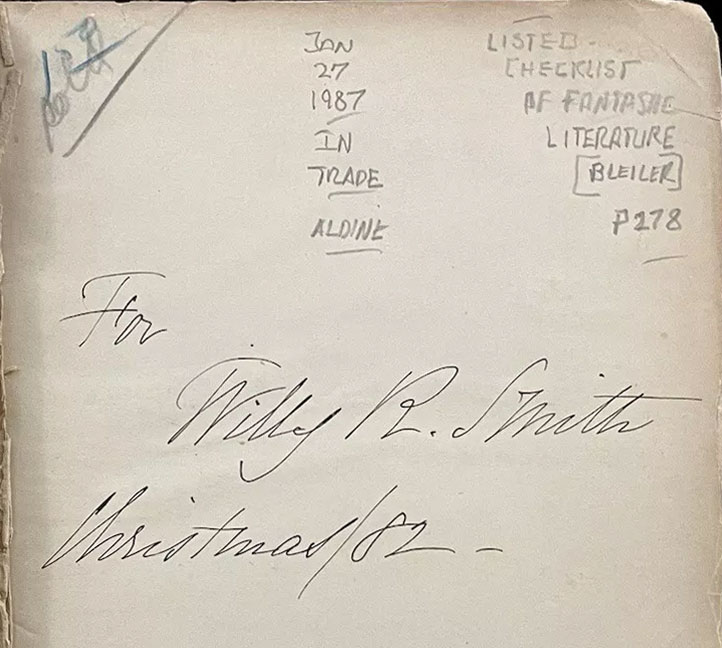 JAN
27
1987
IN
TRADE
ALDINE
LISTED -
CHECKLIST
OF FANTASTIC
LITERATURE
[BLEILER]
P278
For
Willy R. Smith
Christmas/82 -